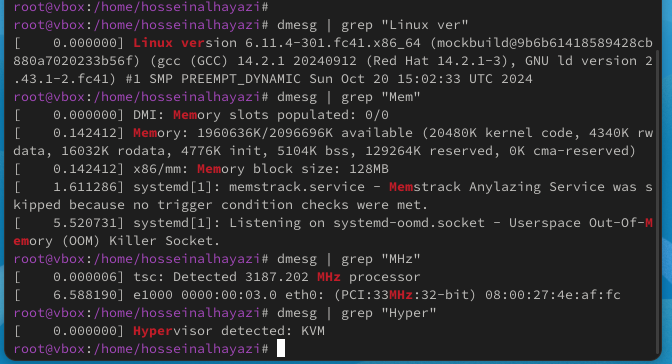 root@vbox:/home/hosseinalhayazi#
root@vbox:/home/hosseinalhayazi# dmesg | grep "Linux ver"
[    0.000000] Linux version 6.11.4-301.fc41.x86_64 (mockbuild@9b6b61418589428cb
880a7020233b56f) (gcc (GCC) 14.2.1 20240912 (Red Hat 14.2.1-3), GNU ld version 2
.43.1-2.fc41) #1 SMP PREEMPT_DYNAMIC Sun Oct 20 15:02:33 UTC 2024
root@vbox:/home/hosseinalhayazi# dmesg | grep "Mem"
[    0.000000] DMI: Memory slots populated: 0/0
[    0.142412] Memory: 1960636K/2096696K available (20480K kernel code, 4340K rw
data, 16032K rodata, 4776K init, 5104K bss, 129264K reserved, 0K cma-reserved)
[    0.142412] x86/mm: Memory block size: 128MB
[    1.611286] systemd[1]: memstrack.service - Memstrack Anylazing Service was s
kipped because no trigger condition checks were met.
[    5.520731] systemd[1]: Listening on systemd-oomd.socket - Userspace Out-Of-M
emory (OOM) Killer Socket.
root@vbox:/home/hosseinalhayazi# dmesg | grep "MHz"
[    0.000006] tsc: Detected 3187.202 MHz processor
[    6.588190] e1000 0000:00:03.0 eth0: (PCI:33MHz:32-bit) 08:00:27:4e:af:fc
root@vbox:/home/hosseinalhayazi# dmesg | grep "Hyper"
[    0.000000] Hypervisor detected: KVM
root@vbox:/home/hosseinalhayazi#